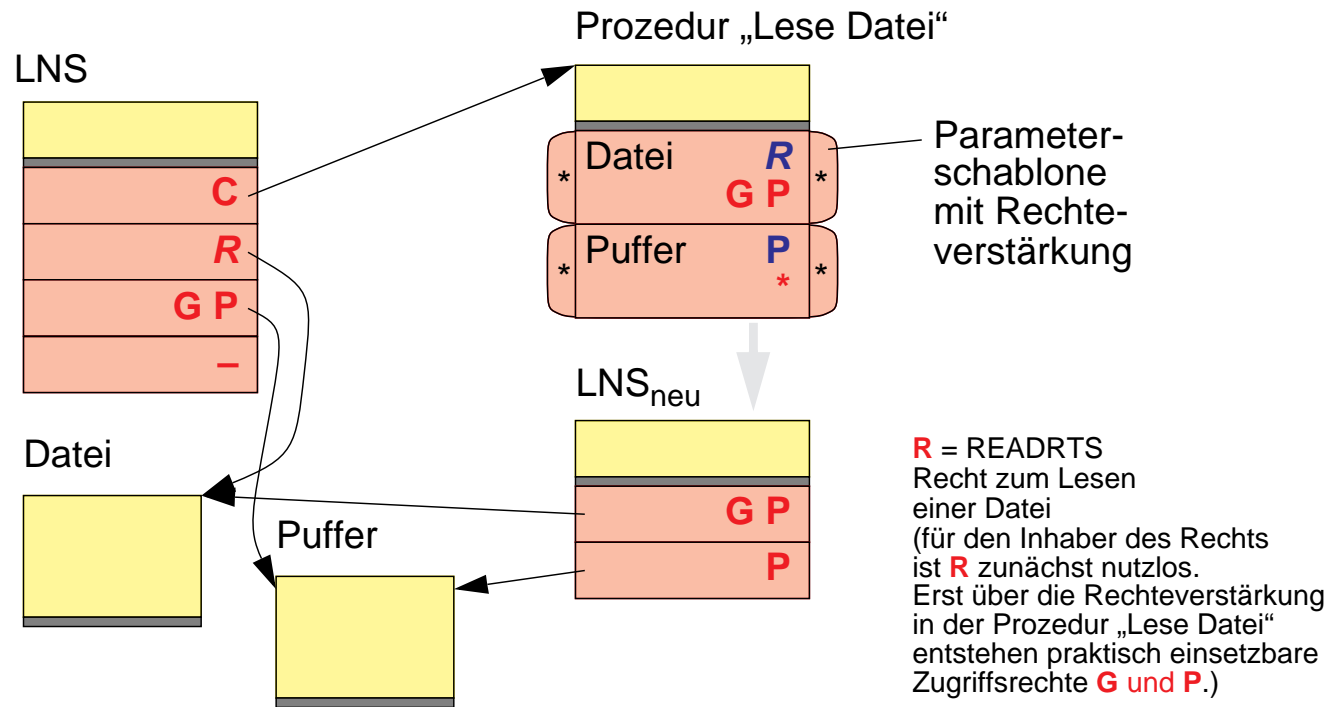 Prozedur „Lese Datei“
LNS
C
R
G P
–
Datei R
* G P *
Puffer P
* * *
Parameter-
schablone
mit Rechte-
verstärkung
LNSneu
G P
P
Datei
Puffer
R = READRTS
Recht zum Lesen
einer Datei
(für den Inhaber des Rechts
ist R zunächst nutzlos.
Erst über die Rechteverstärkung
in der Prozedur „Lese Datei“
entstehen praktisch einsetzbare
Zugriffsrechte G und P.)